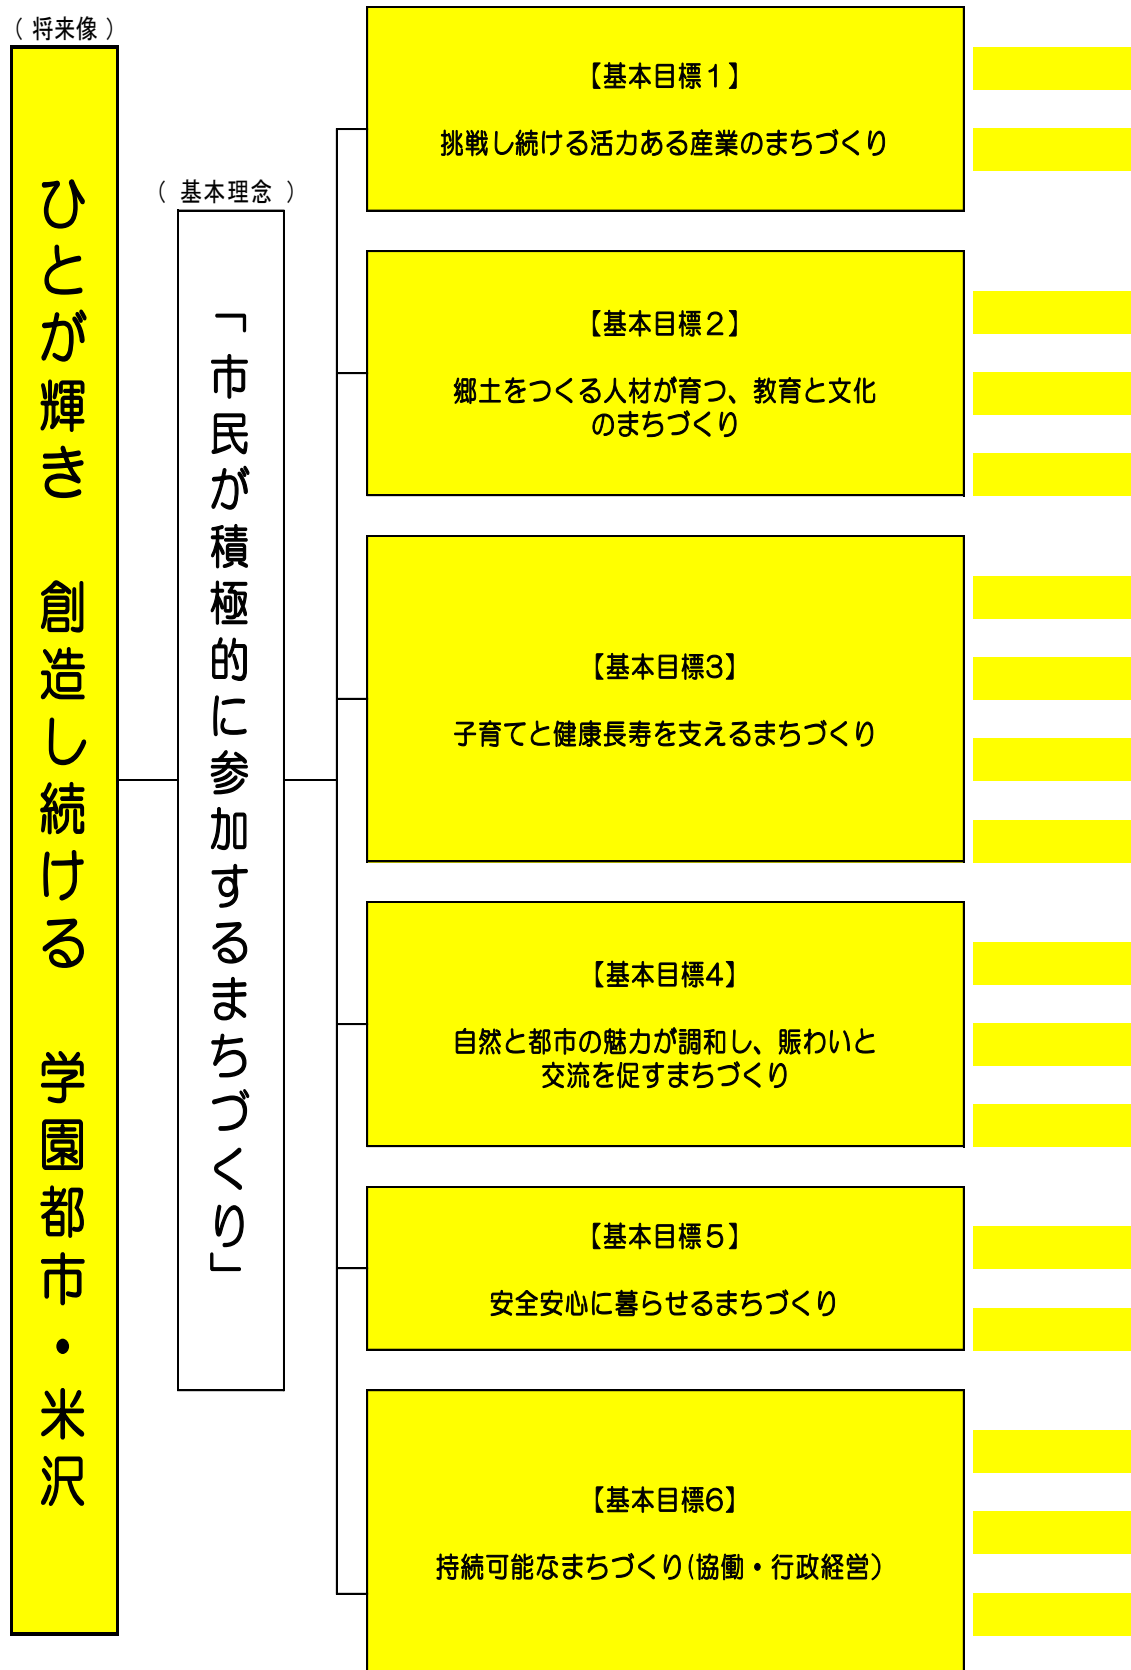 （ 将来像 ）
ひとが輝き　創造し続ける　学園都市・米沢
（ 基本理念 ）
「市民が積極的に参加するまちづくり」
【基本目標１】
挑戦し続ける活力ある産業のまちづくり
【基本目標２】
郷土をつくる人材が育つ、教育と文化
のまちづくり
【基本目標3】
子育てと健康長寿を支えるまちづくり
【基本目標4】
自然と都市の魅力が調和し、賑わいと
交流を促すまちづくり
【基本目標５】
安全安心に暮らせるまちづくり
【基本目標6】
持続可能なまちづくり(協働・行政経営）